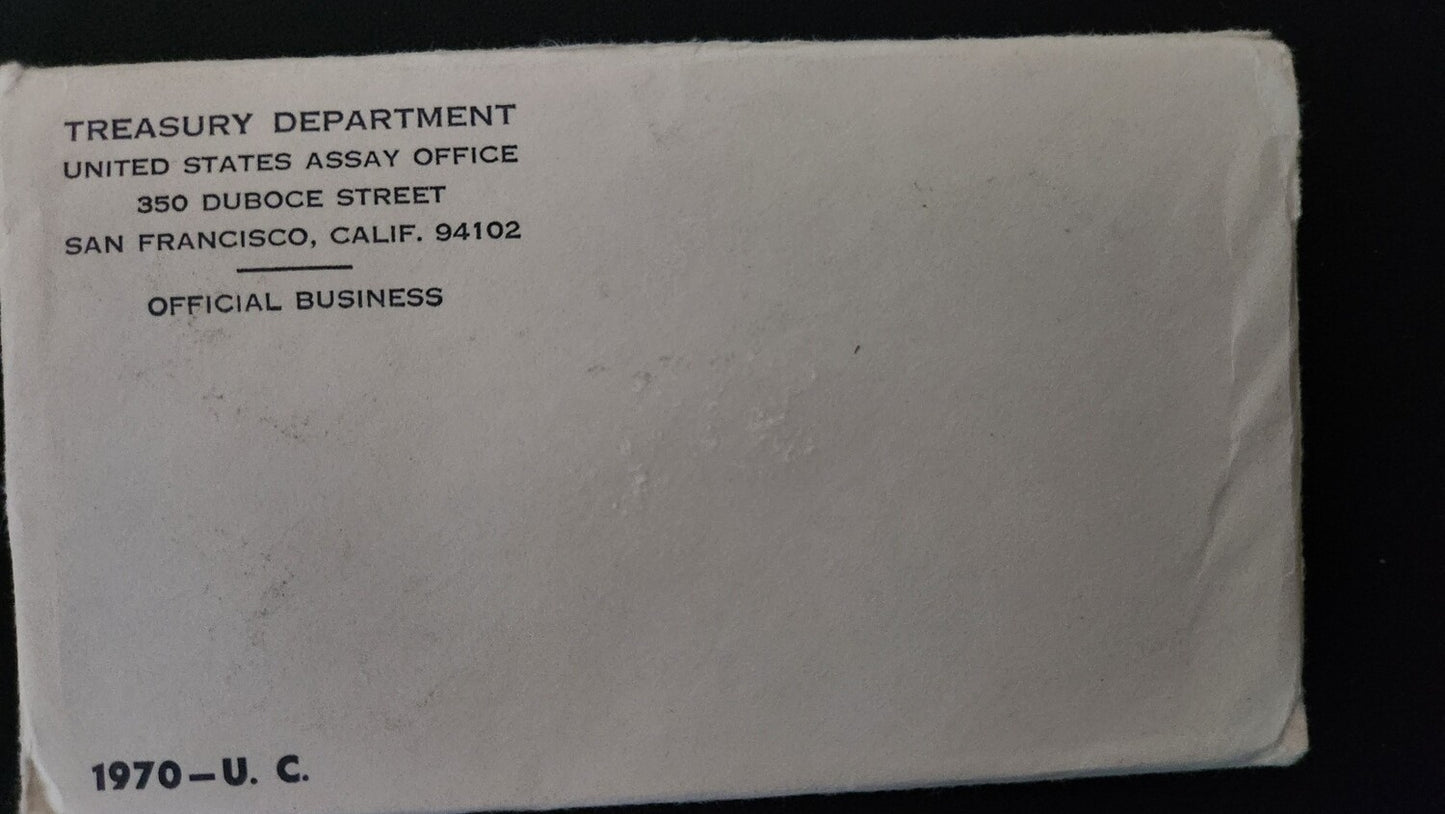 TREASURY DEPARTMENT
UNITED STATES ASSAY OFFICE
350 DUBOCE STREET
SAN FRANCISCO, CALIF. 94102
OFFICIAL BUSINESS
1970-U. C.